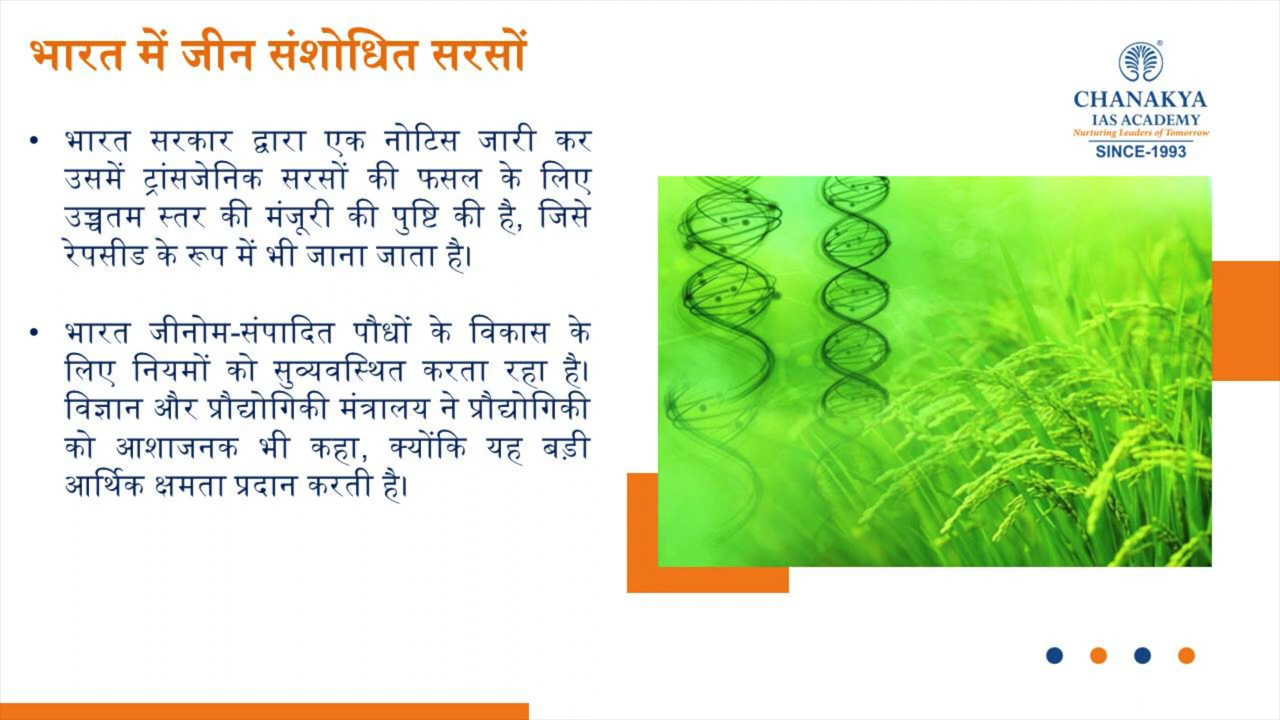 भारत में जीन संशोधित सरसों
CHANAKYA
IAS ACADEMY
Nurturing Leaders of Tomorrow
SINCE-1993
• भारत सरकार द्वारा एक नोटिस जारी कर
उसमें ट्रांसजेनिक सरसों की फसल के लिए
उच्चतम स्तर की मंजूरी की पुष्टि की है, जिसे
रेपसीड के रूप में भी जाना जाता है।
• भारत जीनोम-संपादित पौधों के विकास के
लिए नियमों को सुव्यवस्थित करता रहा है।
विज्ञान और प्रौद्योगिकी मंत्रालय ने प्रौद्योगिकी
को आशाजनक भी कहा, क्योंकि यह बड़ी
आर्थिक क्षमता प्रदान करती है।